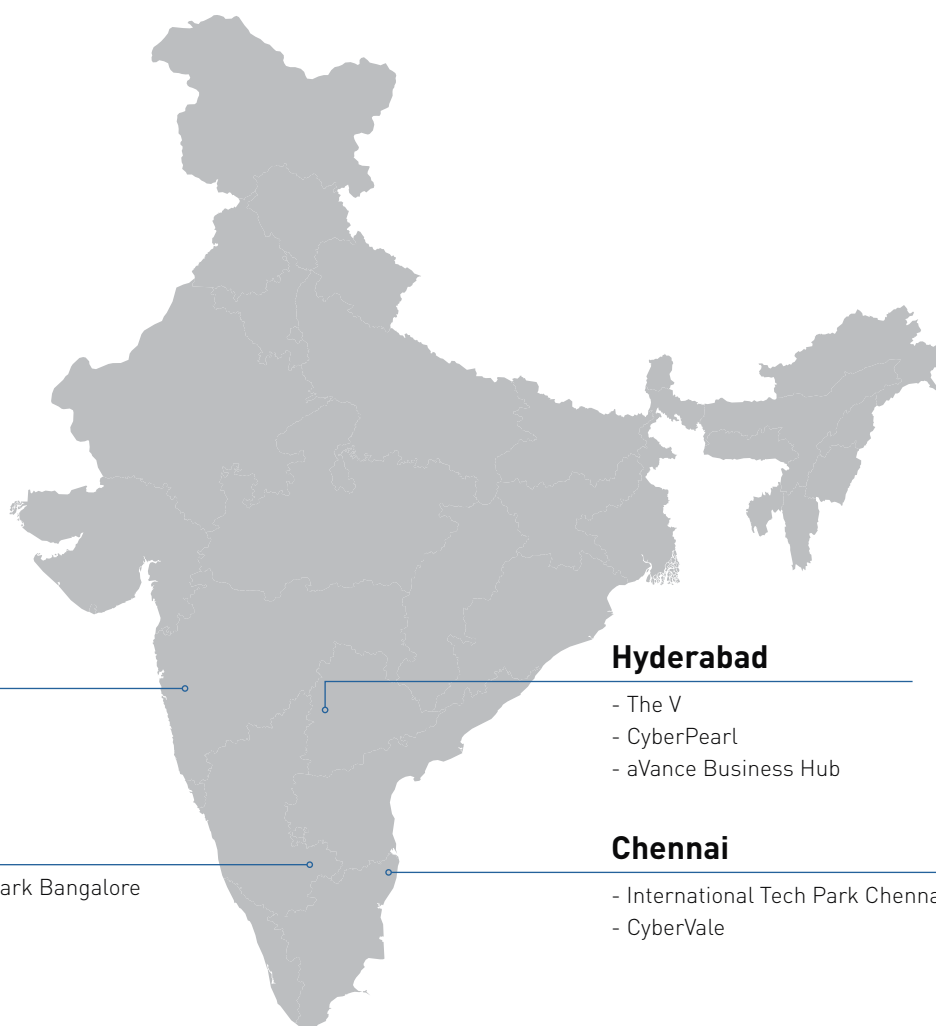 Hyderabad
- The V
- CyberPearl
- aVance Business Hub
ark Bangalore
Chennai
- International Tech Park Chenna
- CyberVale